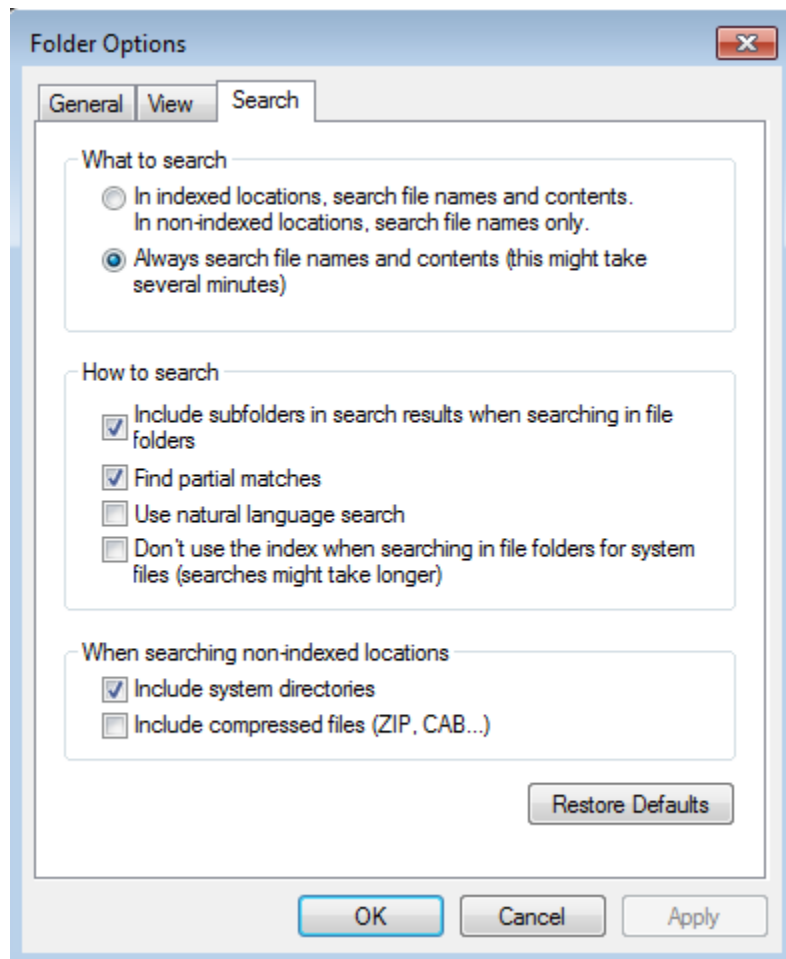 Folder Options
General
View
Search
What to search
In indexed locations, search file names and contents.
In non-indexed locations, search file names only.
Always search file names and contents (this might take
several minutes)
How to search
Include subfolders in search results when searching in file
folders
Find partial matches
Use natural language search
Don't use the index when searching in file folders for system
files (searches might take longer)
When searching non-indexed locations
Include system directories
Include compressed files (ZIP, CAB...)
Restore Defaults
OK
Cancel
Apply